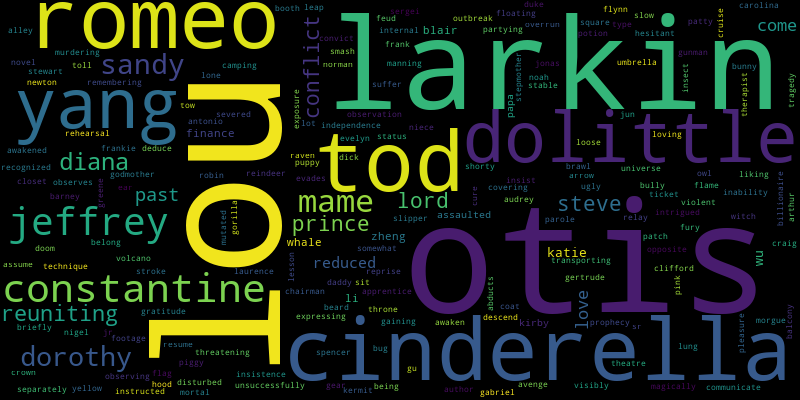 romeo
booth leap
sergei
duke
flynn
slow
carolina
feud
outbreak
floating
square
type
patty
cruise
come
alley
internal
blair
overrun
potion
hesitant
murdering
convict
smash
frank
partying
larkin
gunman
novel
toll
sandy
conflict
norman
manning
jonas
umbrella
insect
bunny
stewart
remembering
camping
suffer
papa
stepmother
noah
stable
therapist
tragedy
newton
lone
yang
tow
severed
exposure
observation
jun
rehearsal
antonio
finance
lot
independence
niece
dolittle
loose
loving
awakened
frankie
deduce
evelyn
status
tod
diana
raven
puppy
dick
shorty
brawl
universe
owl
liking
recognized
godmother
robin
reindeer
evades
insist
arrow
closet
observes
past
mame
lord
covering
ugly
bully
flame
inability
barney
greene
louie
audrey
steve
ticket
violent
billionaire
arthur
jeffrey
gorilla
mutated
prince
slipper
assaulted
parole
relay
intrigued
witch
doom
belong
whale
zheng
katie
patch
fury
craig
volcano
somewhat
otis
opposite
wu
assume
technique
stroke
laurence
lesson
reduced
reprise
transporting
clifford
constantine
daddy
sit
apprentice
gertrude
pink
chairman
li
abducts
love
reuniting
gratitude
beard
throne
coat
prophecy
sr
morgue
balcony
briefly
nigel
jr
footage
expressing
gaining
awaken
descend
kirby
pleasure
dorothy
resume
threatening
spencer
bug
cinderella
theatre
lung
crown
observing
flag
piggy
insistence
gu
separately
yellow
hood
disturbed
unsuccessfully
gear
being
author
avenge
visibly
magically
communicate
instructed
mortal
kermit
gabriel